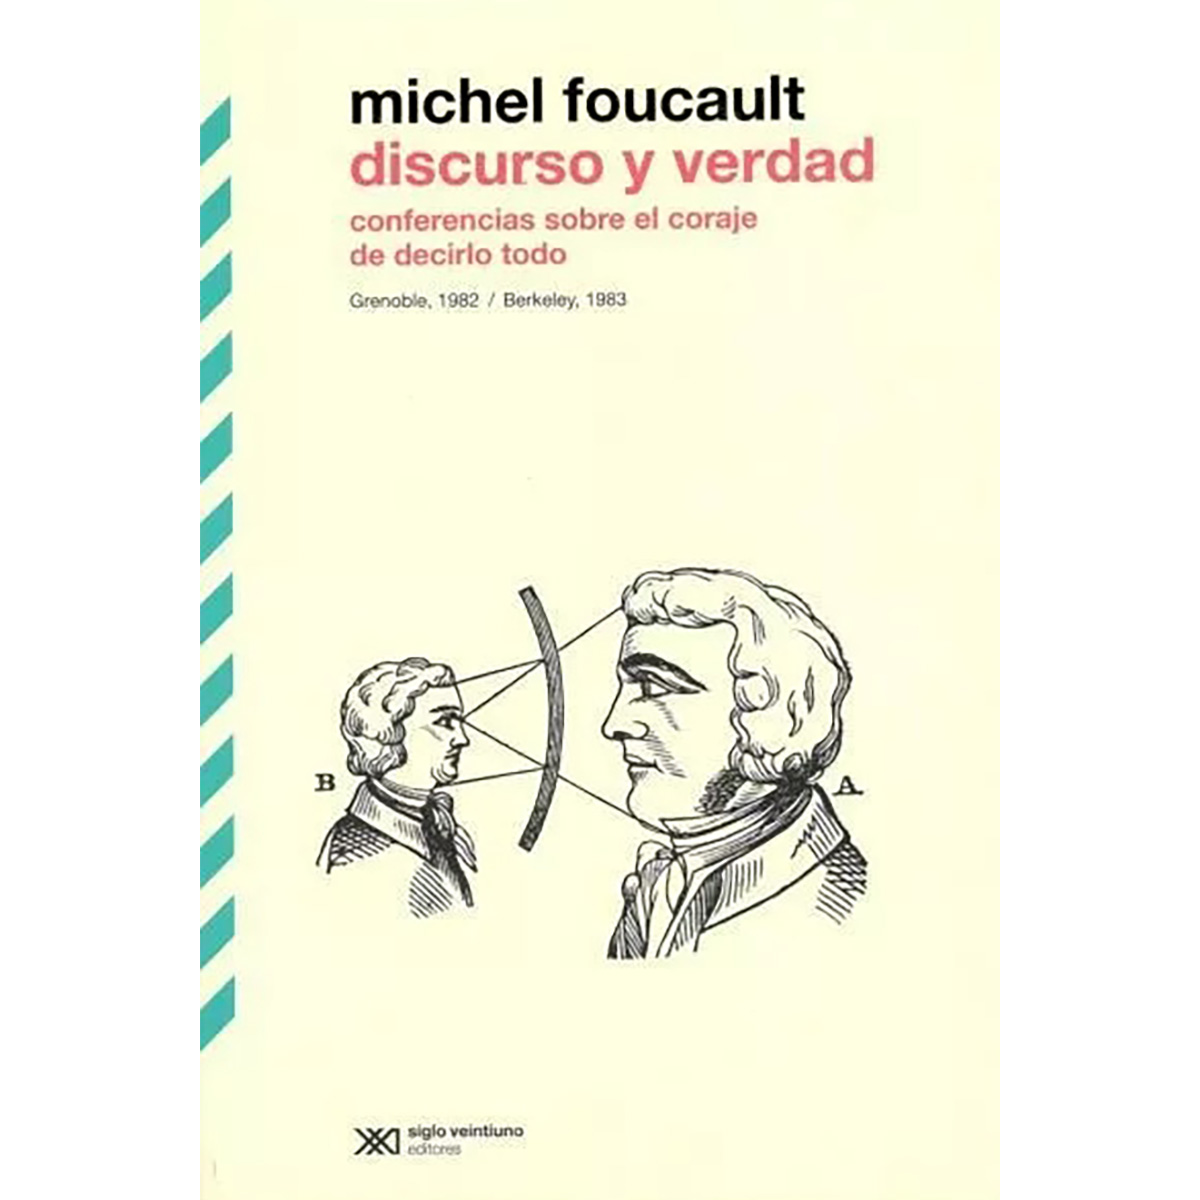 michel foucault
discurso y verdad
conferencias sobre el coraje
de decirlo todo
Grenoble, 1982 / Berkeley, 1983
B
A
siglo veintiuno
editores